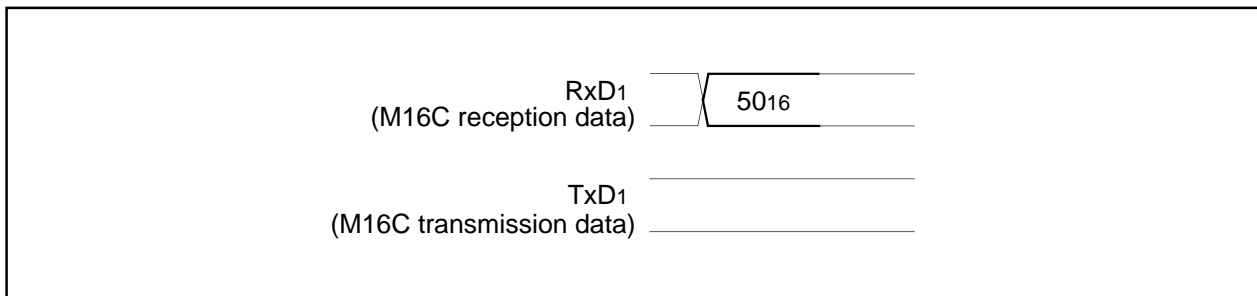 RxD1
(M16C reception data)
5016
TxD1
(M16C transmission data)